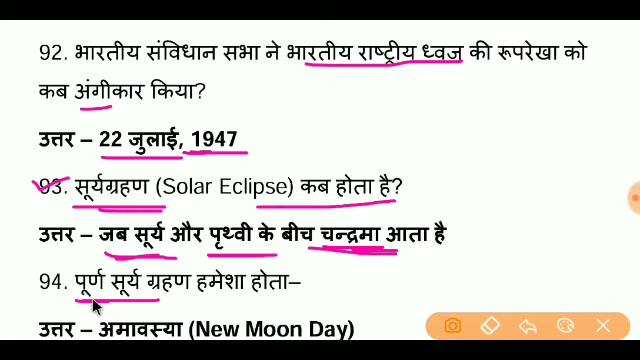 92. भारतीय संविधान सभा ने भारतीय राष्ट्रीय ध्वज की रूपरेखा को
कब अंगीकार किया?
उत्तर – 22 जुलाई, 1947
93. सूर्यग्रहण (Solar Eclipse) कब होता है?
उत्तर – जब सूर्य और पृथ्वी के बीच चन्द्रमा आता है
94. पूर्ण सूर्य ग्रहण हमेशा होता–
उत्तर – अमावस्या (New Moon Day)